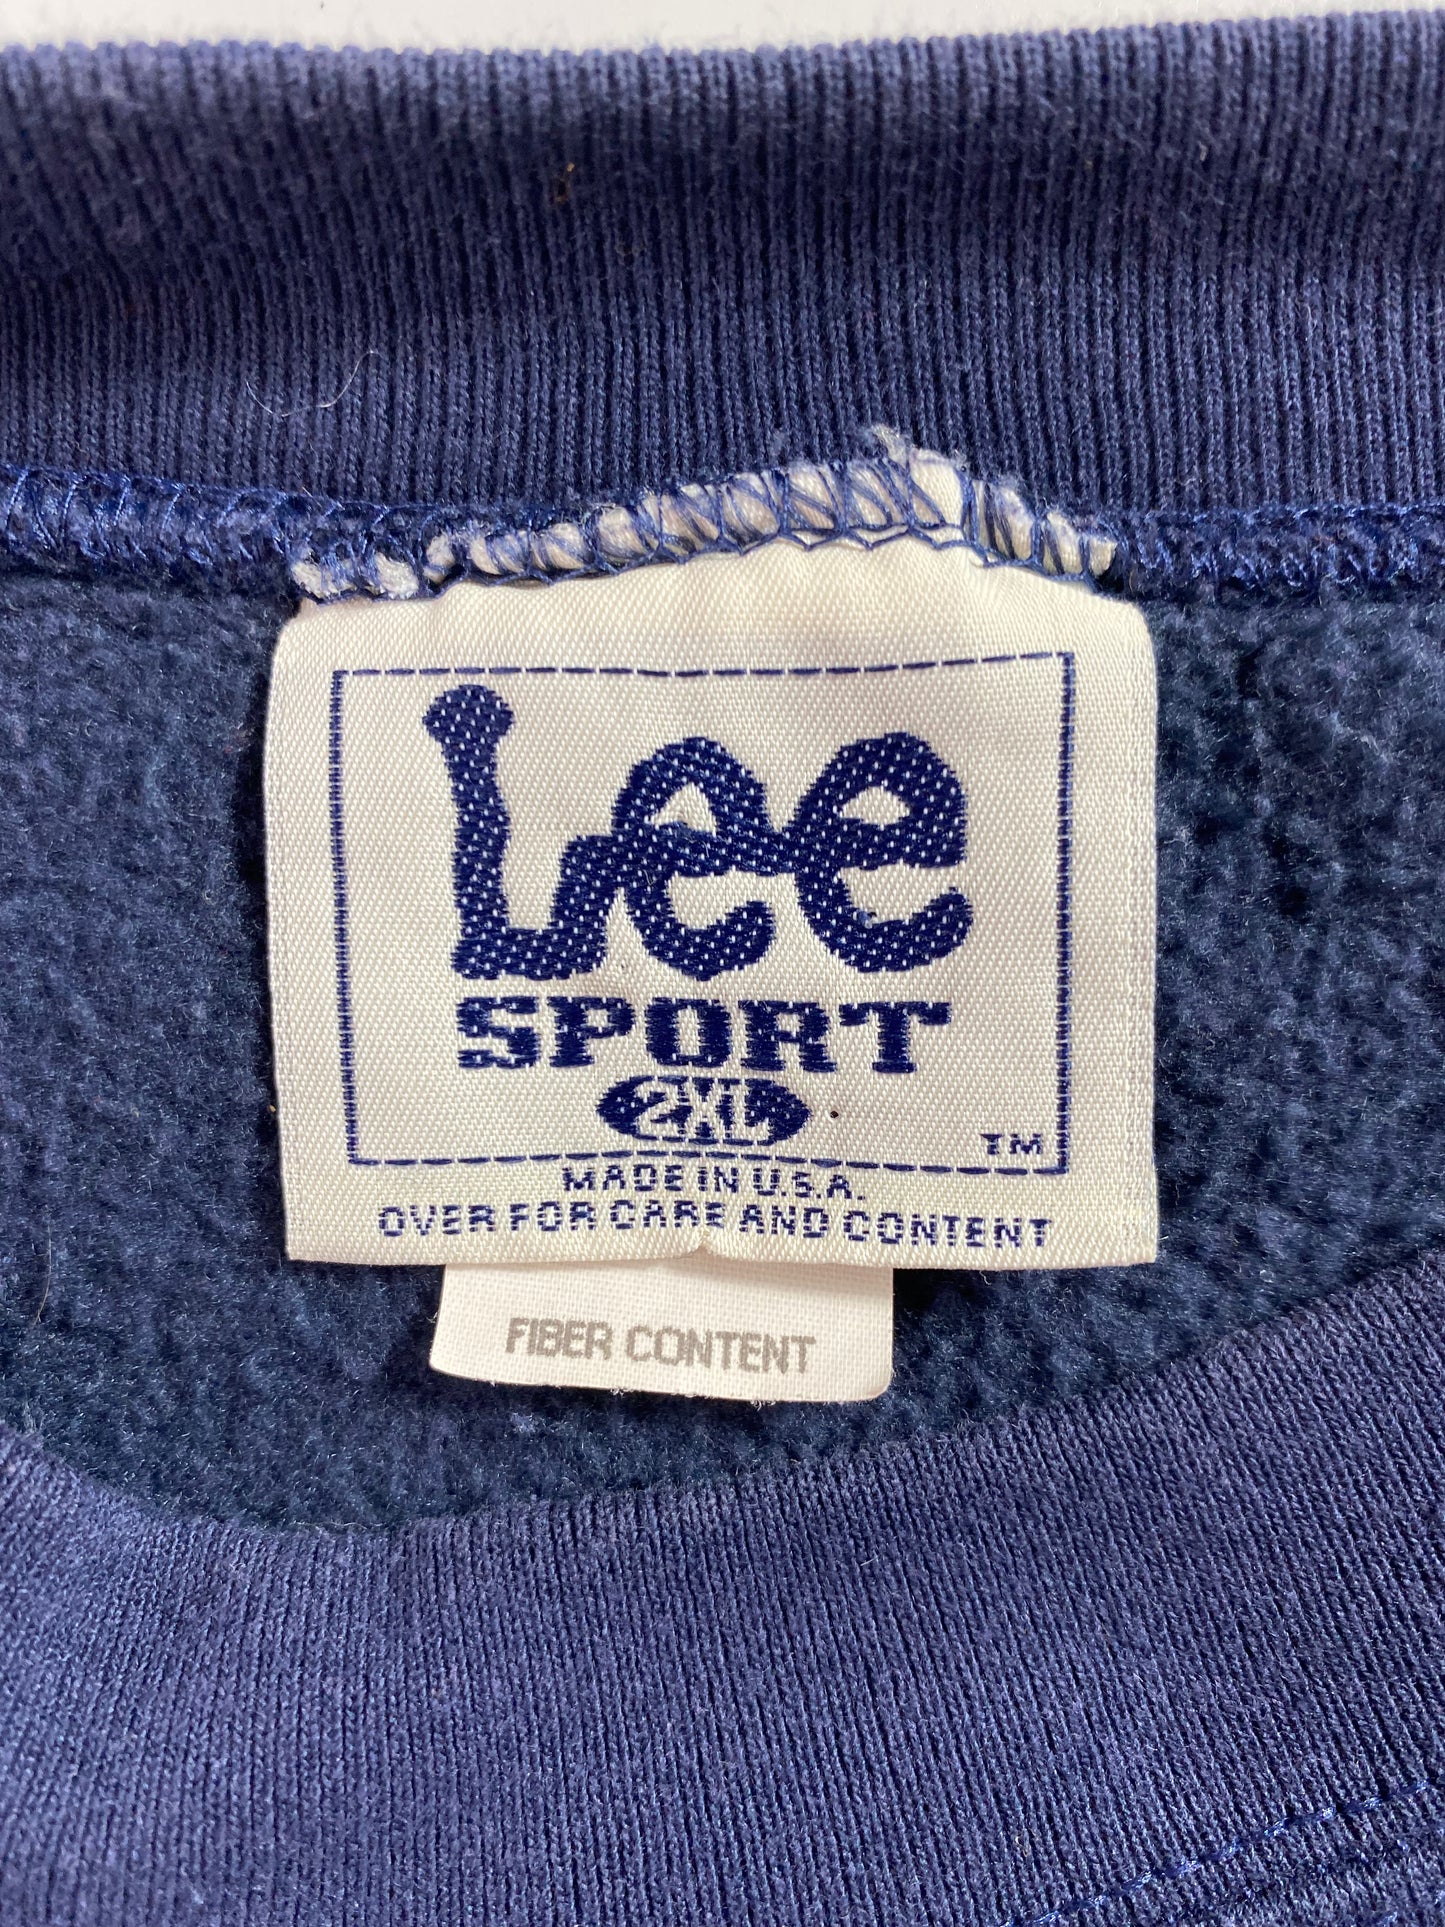 Lee
SPORT
2XL
TM
MADE IN U.S.A.
OVER FOR CARE AND CONTENT
FIBER CONTENT